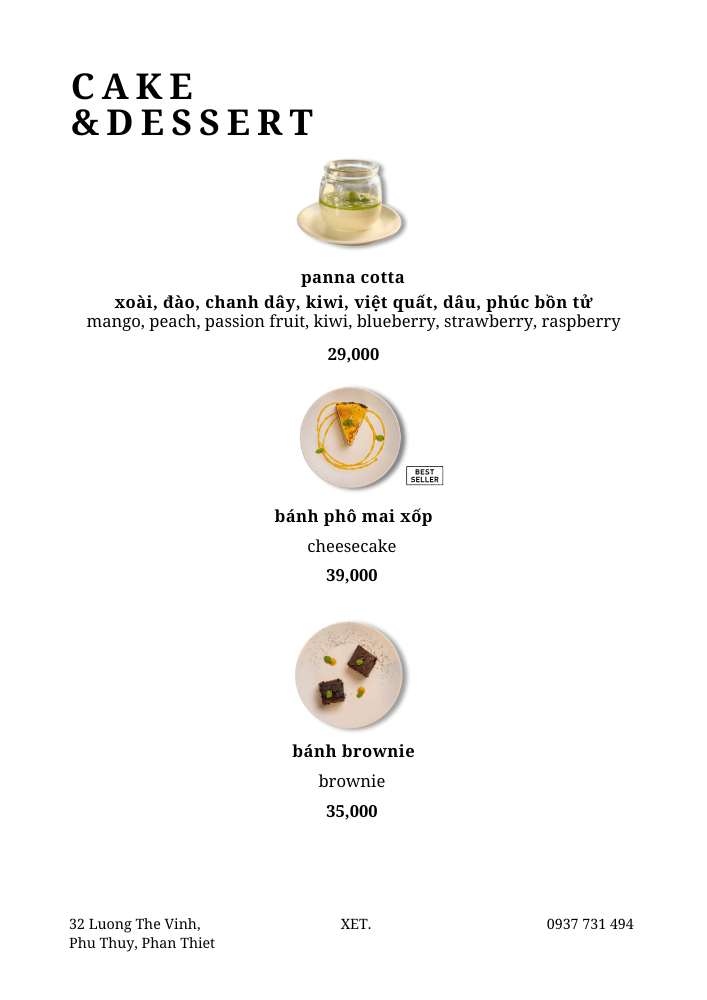 CAKE
&DESSERT
panna cotta
xoài, đào, chanh dây, kiwi, việt quất, dâu, phúc bồn tử
mango, peach, passion fruit, kiwi, blueberry, strawberry, raspberry
29,000
BEST
SELLER
bánh phô mai xốp
cheesecake
39,000
bánh brownie
brownie
35,000
32 Luong The Vinh,
Phu Thuy, Phan Thiet
XET.
0937 731 494